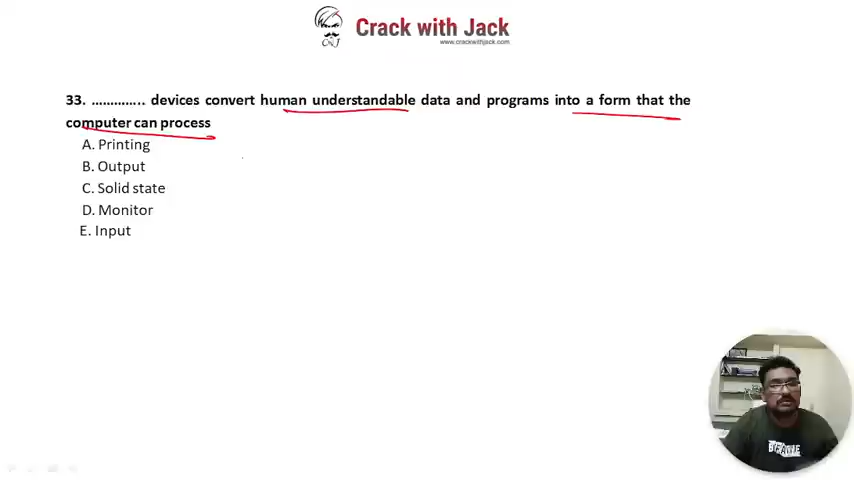 Crack with Jack
CWJ
www.crackwithjack.com
33. ………….. devices convert human understandable data and programs into a form that the
computer can process
A. Printing
B. Output
C. Solid state
D. Monitor
E. Input